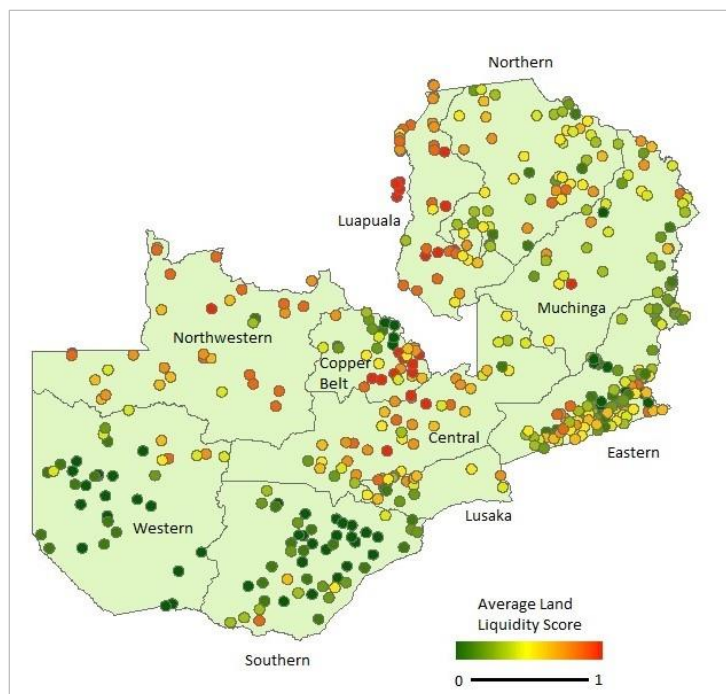 Northern
Luapuala
Muchinga
Northwestern
Copper
Belt
Central
Eastern
Lusaka
Western
Southern
Average Land
Liquidity Score
0 1